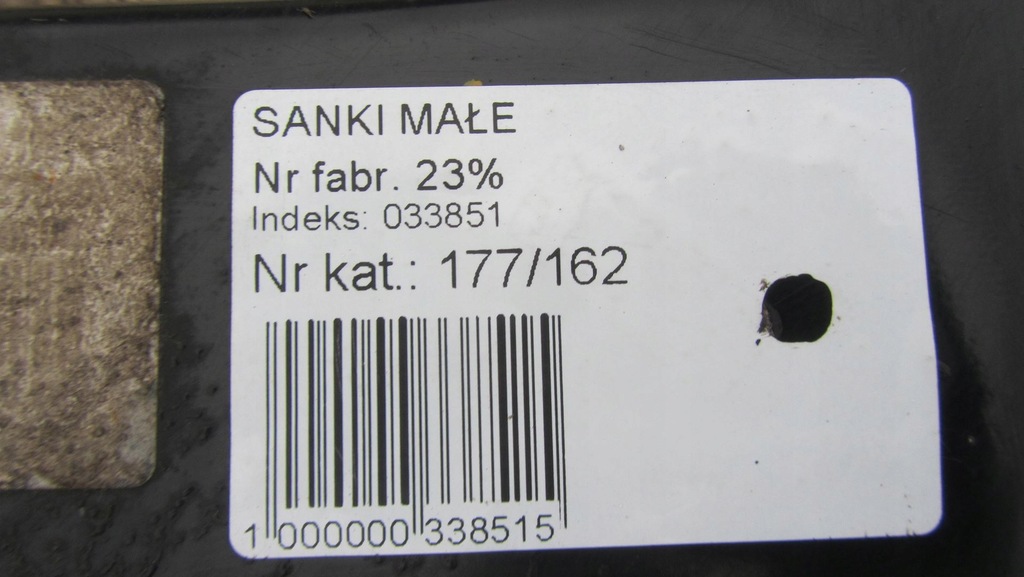 SANKI MAŁE
Nr fabr. 23%
Indeks: 033851
Nr kat.: 177/162
1 000000 338515